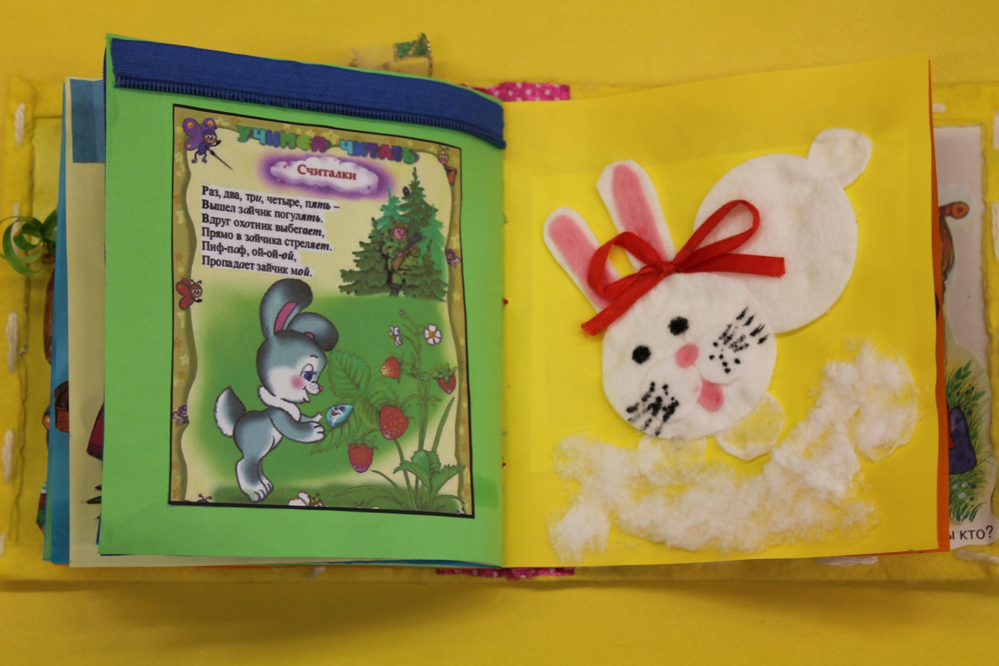 УЧИМСЯ ЧИТАТЬ
Считалки
Раз, два, три, четыре, пять –
Вышел зайчик погулять.
Вдруг охотник выбегает,
Прямо в зайчика стреляет.
Пиф-паф, ой-ой-ой,
Пропадает зайчик мой.
ы кто?